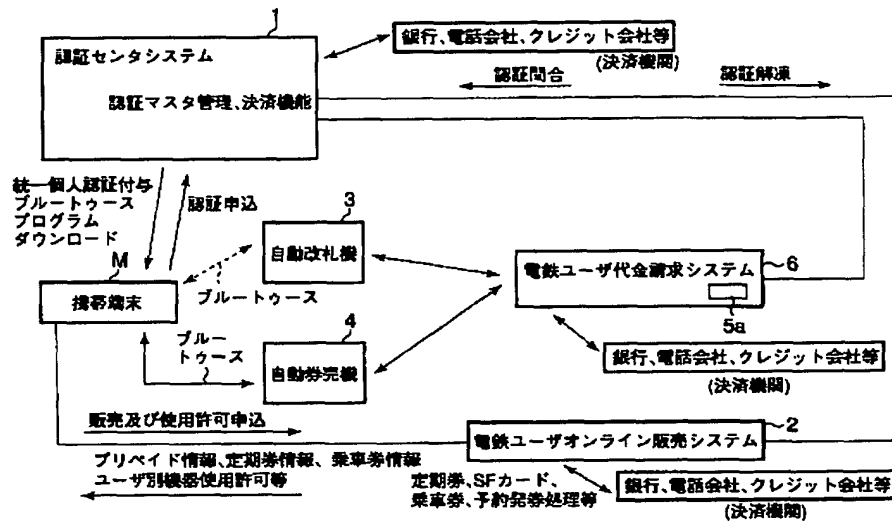 1
認証センタシステム
認証マスタ管理、決済機能
銀行、電話会社、クレジット会社等
(決済機関)
認証問合
認証解凍
統一個人認証付与
ブルートゥース
プログラム
ダウンロード
認証申込
3
自動改札機
M
携帯端末
ブルートゥース
6
電鉄ユーザ代金請求システム
5a
4
自動券売機
ブルー
トゥース
銀行、電話会社、クレジット会社等
(決済機関)
販売及び使用許可申込
2
電鉄ユーザオンライン販売システム
プリペイド情報、定期券情報、乗車券情報
ユーザ別機器使用許可等
定期券、SFカード、
乗車券、予約発券処理等
銀行、電話会社、クレジット会社等
(決済機関)